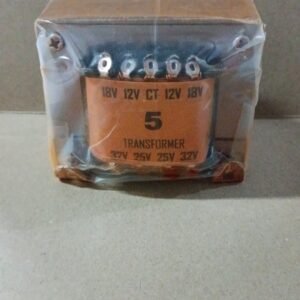 18V 12V CT 12V 18V
5
TRANSFORMER
32V 25V 25V 32V